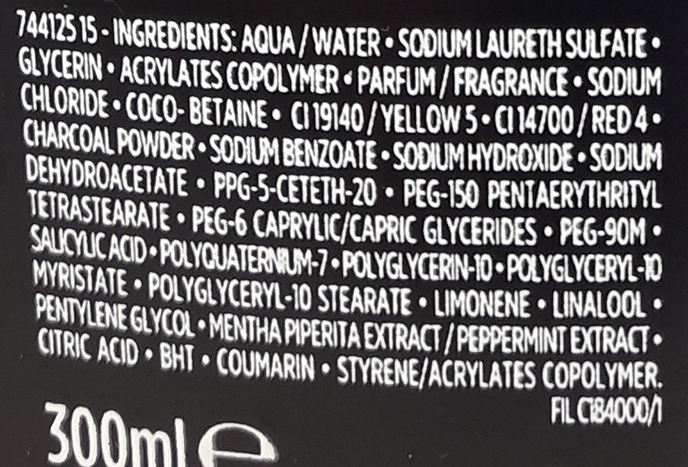 744125 15 - INGREDIENTS: AQUA / WATER • SODIUM LAURETH SULFATE •
GLYCERIN • ACRYLATES COPOLYMER • PARFUM / FRAGRANCE • SODIUM
CHLORIDE • COCO- BETAINE • CI 19140 / YELLOW 5 • CI 14700 / RED 4 •
CHARCOAL POWDER • SODIUM BENZOATE • SODIUM HYDROXIDE • SODIUM
DEHYDROACETATE • PPG-5-CETETH-20 • PEG-150 PENTAERYTHRITYL
TETRASTEARATE • PEG-6 CAPRYLIC/CAPRIC GLYCERIDES • PEG-90M •
SALICYLIC ACID • POLYQUATERNIUM-7 • POLYGLYCERIN-10 • POLYGLYCERYL-10
MYRISTATE • POLYGLYCERYL-10 STEARATE • LIMONENE • LINALOOL •
PENTYLENE GLYCOL • MENTHA PIPERITA EXTRACT / PEPPERMINT EXTRACT •
CITRIC ACID • BHT • COUMARIN • STYRENE/ACRYLATES COPOLYMER.
FIL C184000/1
300ml e